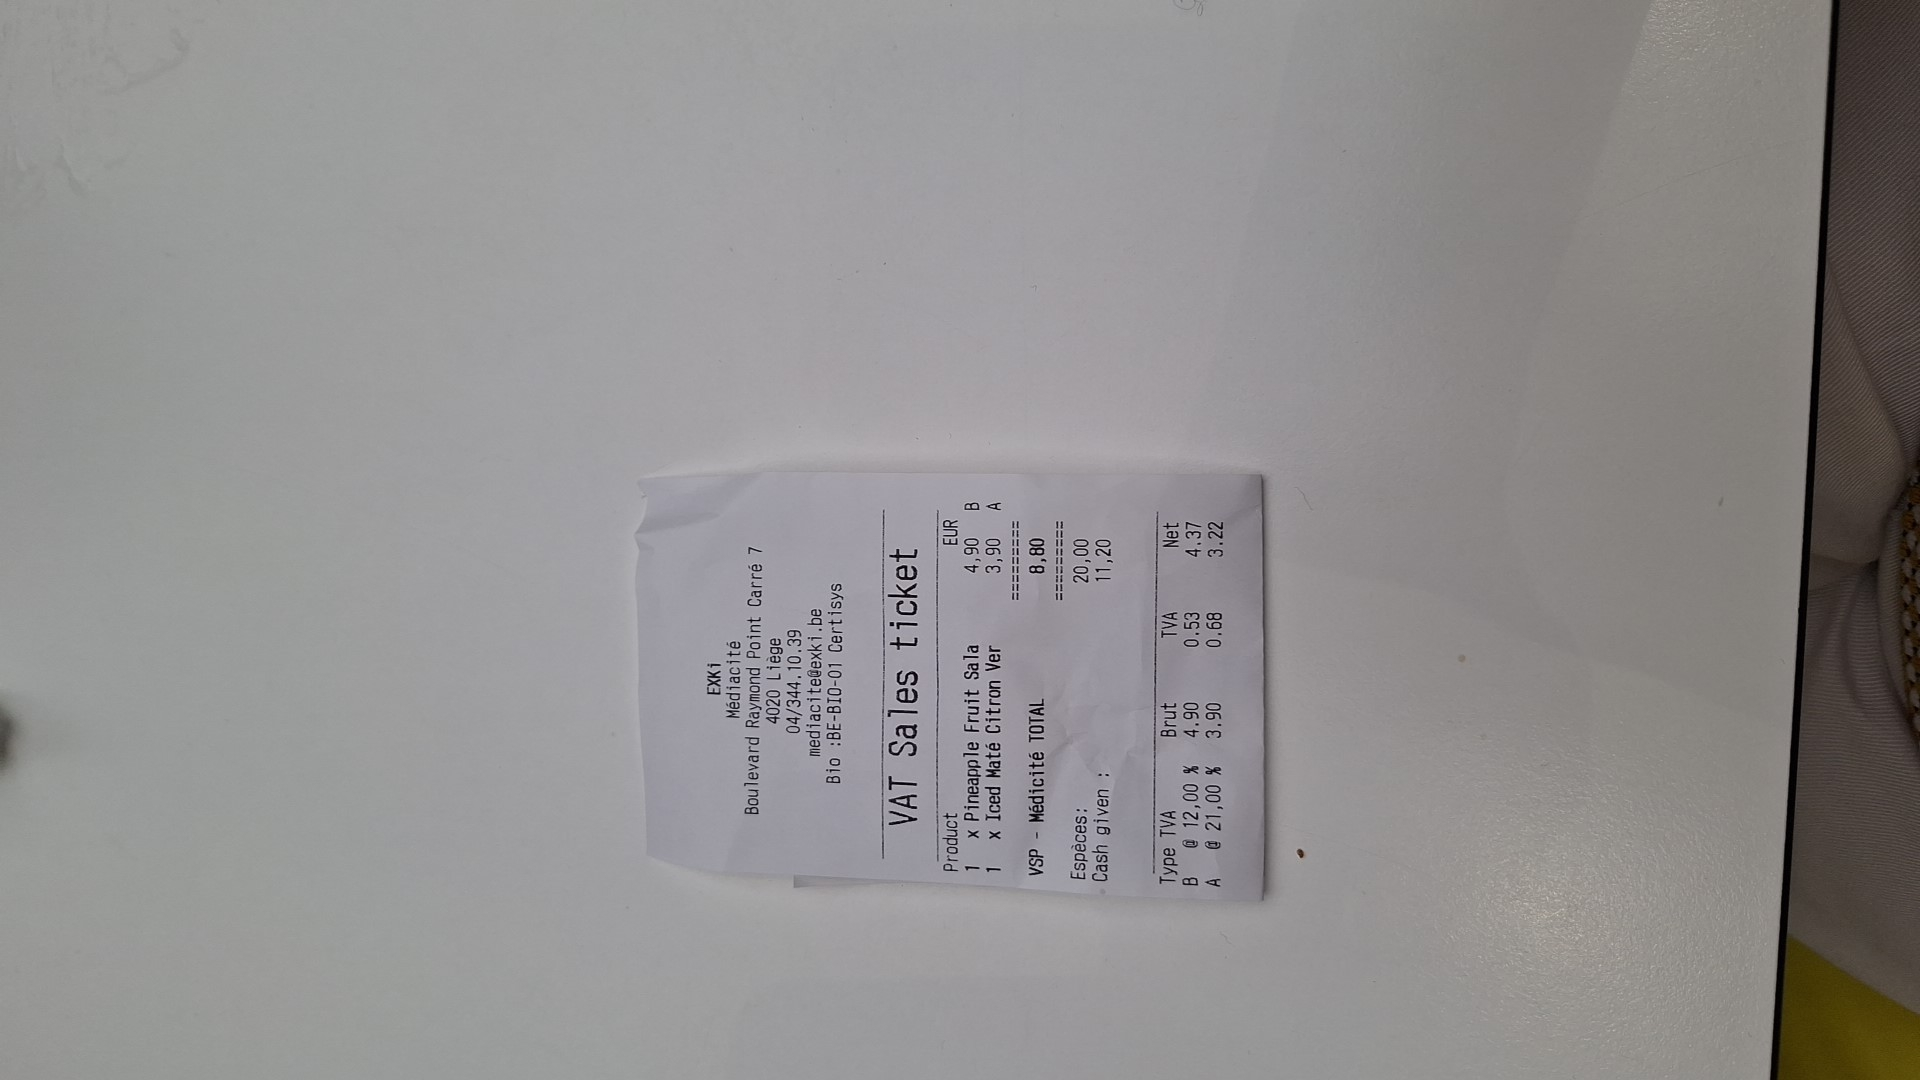 EXKi
Médiacité
Boulevard Raymond Point Carré 7
4020 Liège
04/344.10.39
mediacite@exki.be
Bio :BE-BIO-01 Certisys
VAT Sales ticket
Product EUR
1 x Pineapple Fruit Sala 4,90 B
1 x Iced Maté Citron Ver 3,90 A
=========
VSP - Médicité TOTAL 8,80
=========
Espèces: 20,00
Cash given : 11,20
Type TVA Brut TVA Net
B @ 12,00 % 4.90 0.53 4.37
A @ 21,00 % 3.90 0.68 3.22